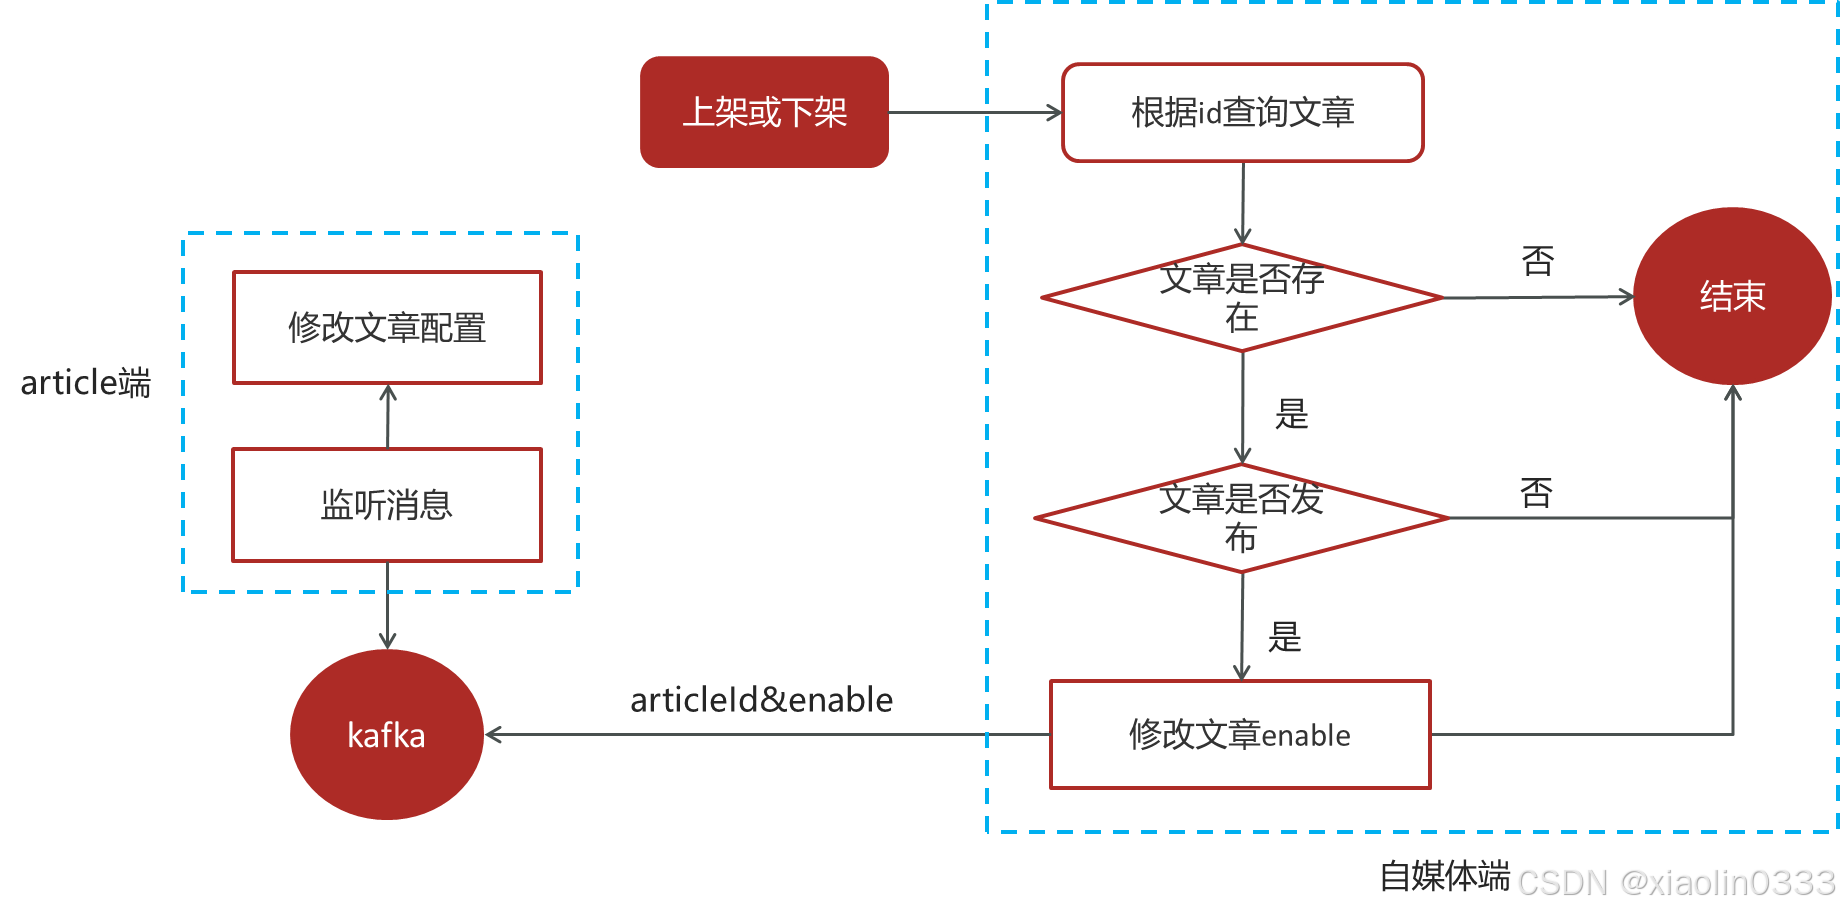 上架或下架
根据id查询文章
文章是否存
在
否
结束
是
文章是否发
布
否
是
修改文章enable
articleId&enable
kafka
article端
修改文章配置
监听消息
自媒体端
CSDN @xiaolin0333